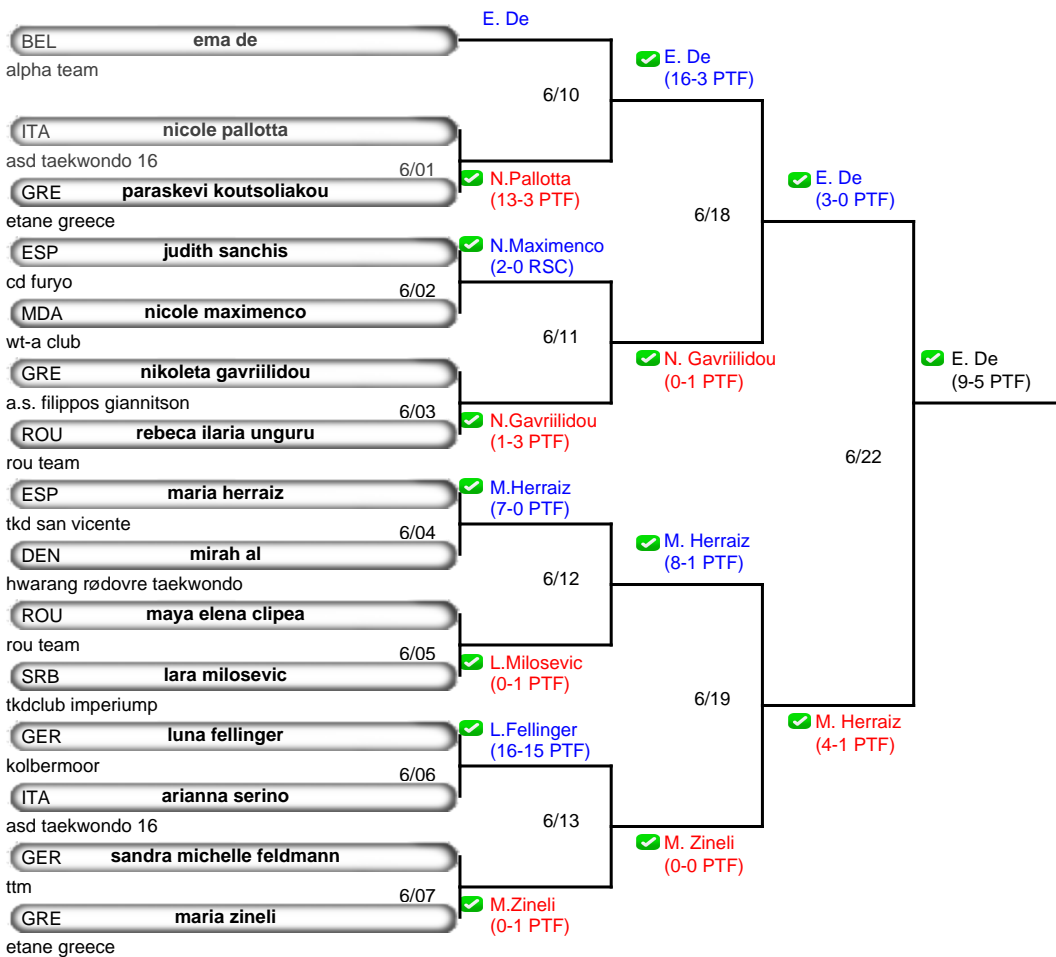 E. De
BEL ema de
alpha team
E. De
(16-3 PTF)
6/10
ITA nicole pallotta
asd taekwondo 16
6/01
GRE paraskevi koutsoliakou
etane greece
N.Pallotta
(13-3 PTF)
E. De
(3-0 PTF)
6/18
ESP judith sanchis
cd furyo
N.Maximenco
(2-0 RSC)
6/02
MDA nicole maximenco
wt-a club
6/11
GRE nikoleta gavriilidou
a.s. filippos giannitson
N. Gavriilidou
(0-1 PTF)
E. De
(9-5 PTF)
6/03
ROU rebeca ilaria unguru
rou team
N.Gavriilidou
(1-3 PTF)
6/22
ESP maria herraiz
tkd san vicente
M.Herraiz
(7-0 PTF)
6/04
DEN mirah al
hwarang rødovre taekwondo
M. Herraiz
(8-1 PTF)
6/12
ROU maya elena clipea
rou team
6/05
SRB lara milosevic
tkdclub imperiump
L.Milosevic
(0-1 PTF)
6/19
M. Herraiz
(4-1 PTF)
GER luna fellinger
kolbermoor
L.Fellinger
(16-15 PTF)
6/06
ITA arianna serino
asd taekwondo 16
6/13
GER sandra michelle feldmann
ttm
M. Zineli
(0-0 PTF)
6/07
GRE maria zineli
etane greece
M.Zineli
(0-1 PTF)